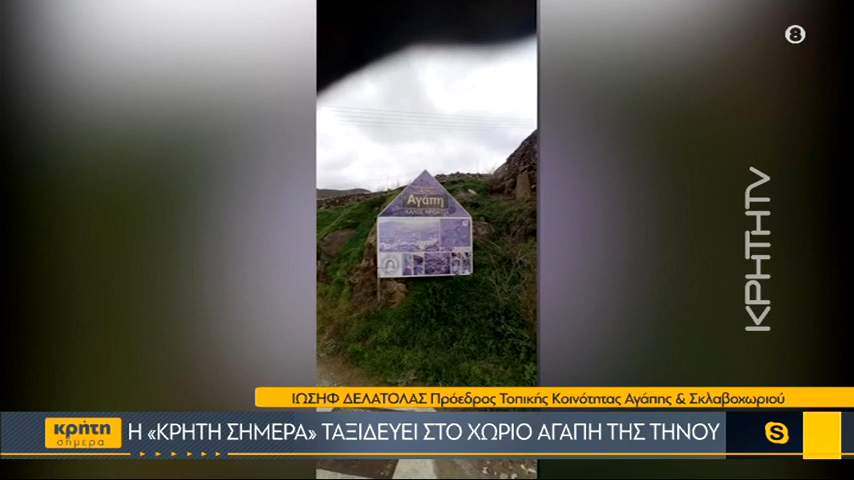 8
Αγάπη
ΚΑΛΩΣ ΗΡΘΑΤΕ
ΚΡΗΤΗTV
ΙΩΣΗΦ ΔΕΛΑΤΟΛΑΣ Πρόεδρος Τοπικής Κοινότητας Αγάπης & Σκλαβοχωριού
κρήτη
σήμερα
Η «ΚΡΗΤΗ ΣΗΜΕΡΑ» ΤΑΞΙΔΕΥΕΙ ΣΤΟ ΧΩΡΙΟ ΑΓΑΠΗ ΤΗΣ ΤΗΝΟΥ